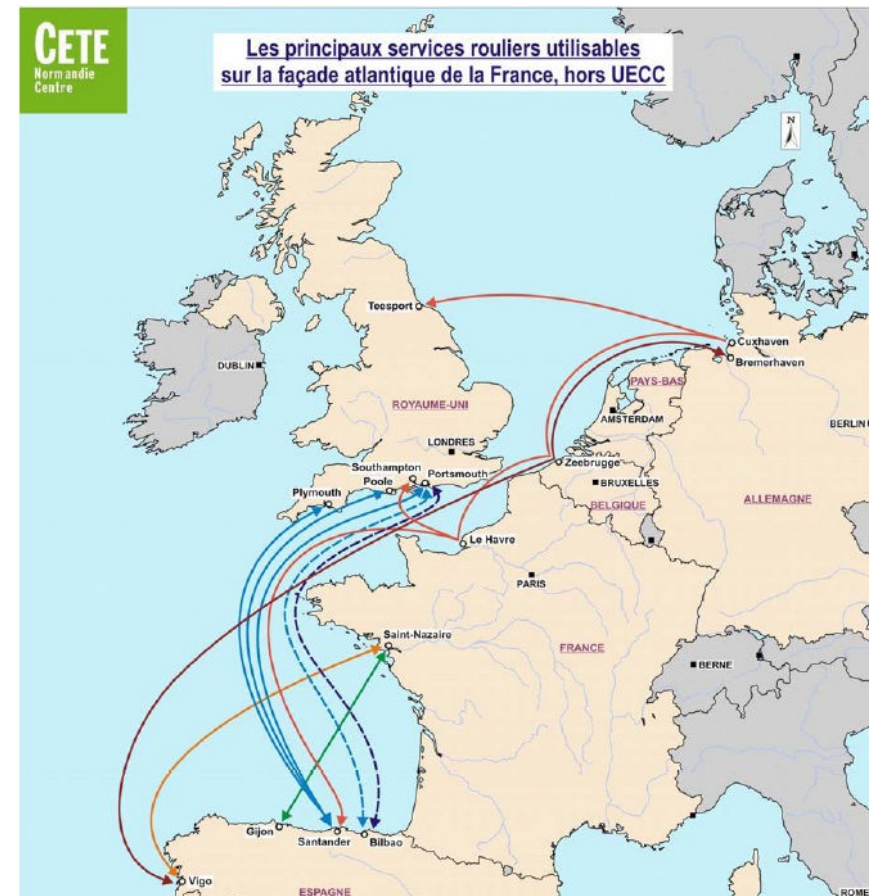 CETE
Normandie
Centre
Les principaux services rouliers utilisables
sur la façade atlantique de la France, hors UECC
N
Teesport
Cuxhaven
Bremerhaven
DUBLIN
PAYS-BAS
ROYAUME-UNI
AMSTERDAM
BERLIN
LONDRES
Southampton
Portsmouth
Zeebrugge
Poole
Plymouth
BRUXELLES
BELGIQUE
ALLEMAGNE
Le Havre
PARIS
Saint-Nazaire
FRANCE
BERNE
Gijon
Santander
Bilbao
Vigo
ESPAGNE
ROME